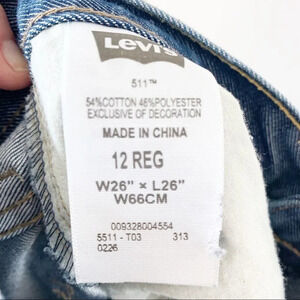 Levi's
511™
54%COTTON 46%POLYESTER
EXCLUSIVE OF DECORATION
MADE IN CHINA
12 REG
W26" × L26"
W66CM
009328004554
5511 - T03 313
0226